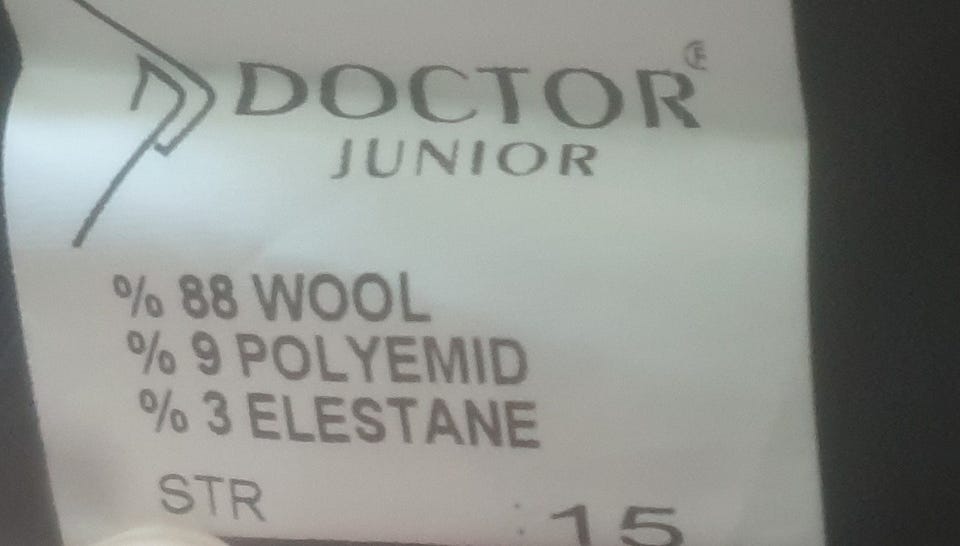 DOCTOR®
JUNIOR
% 88 WOOL
% 9 POLYEMID
% 3 ELESTANE
STR : 15